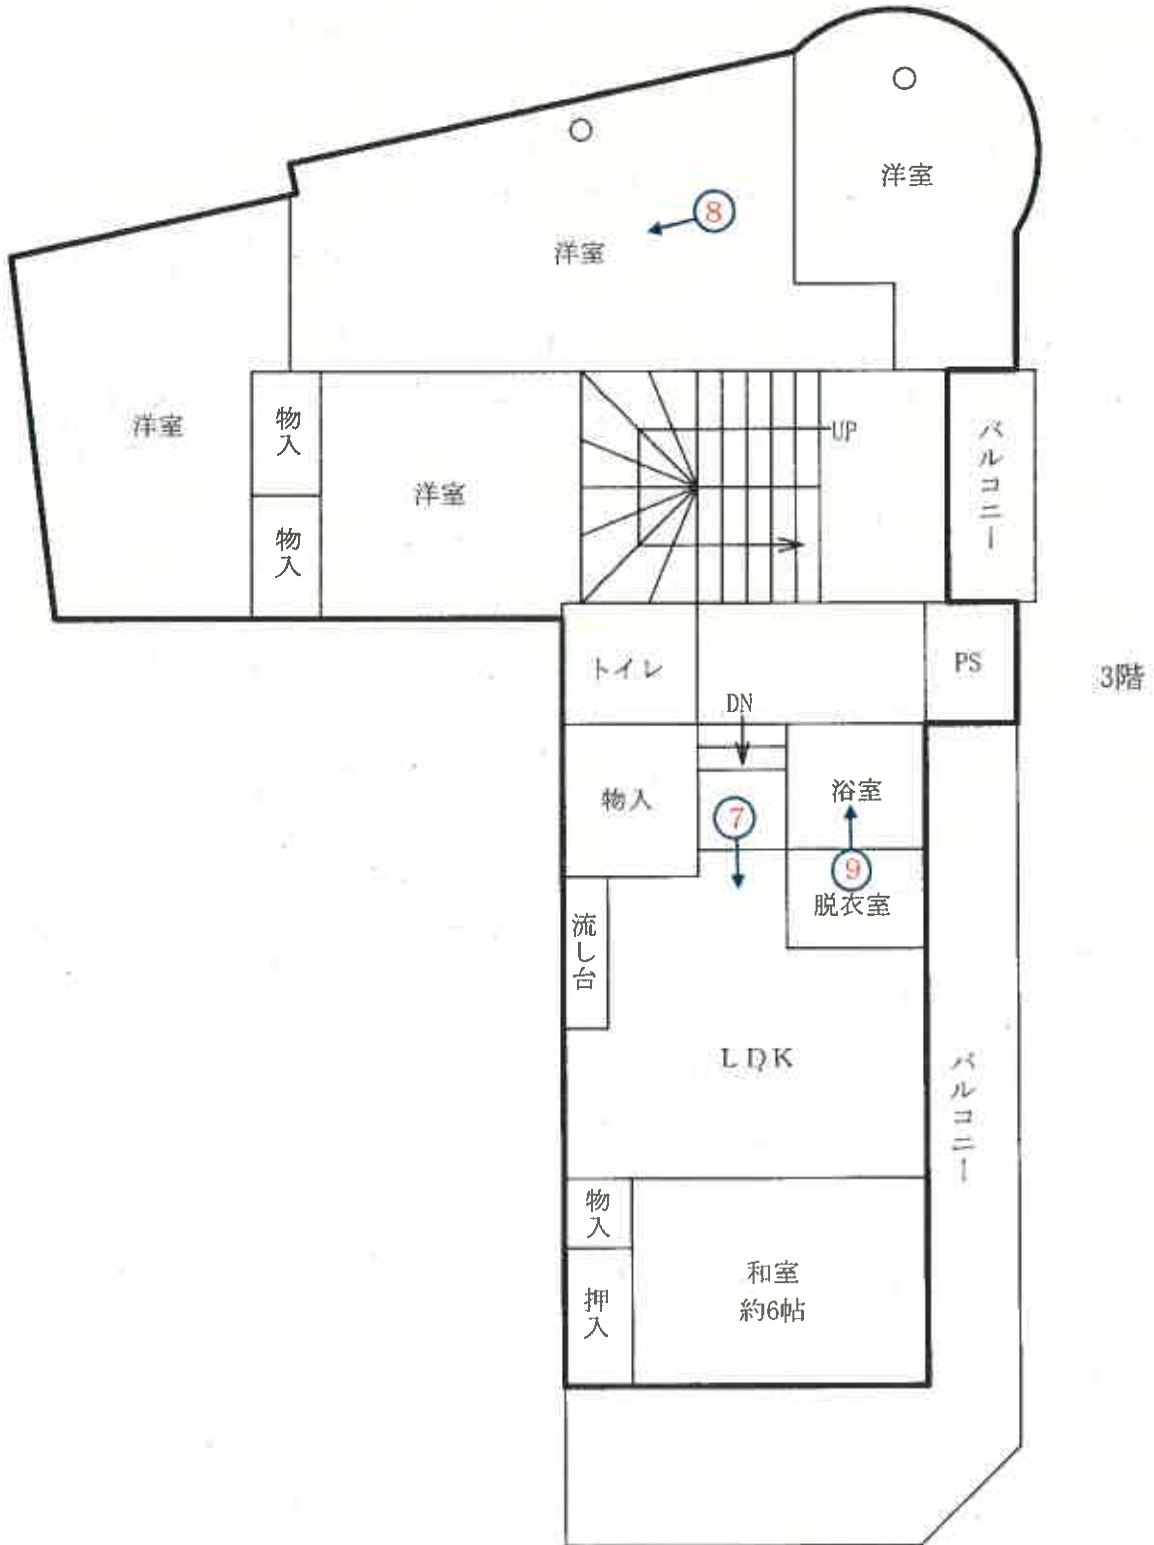 洋室
⑧
洋室
洋室
物入
物入
洋室
UP
バルコニー
トイレ
PS
3階
DN
物入
⑦
浴室
⑨
脱衣室
流し台
LDK
バルコニー
物入
押入
和室
約6帖